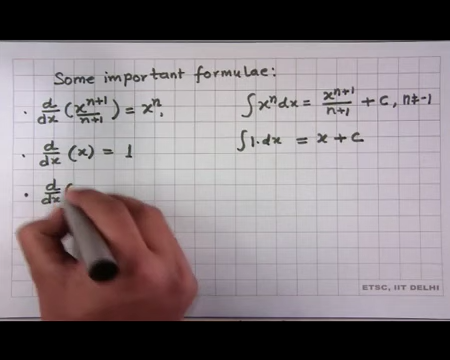 Some important formulae:
· d/dx (x^(n+1)/(n+1)) = x^n, ∫x^n dx = x^(n+1)/(n+1) + C, n≠-1
· d/dx (x) = 1 ∫1.dx = x + C
· d/dx (
ETSC, IIT DELHI